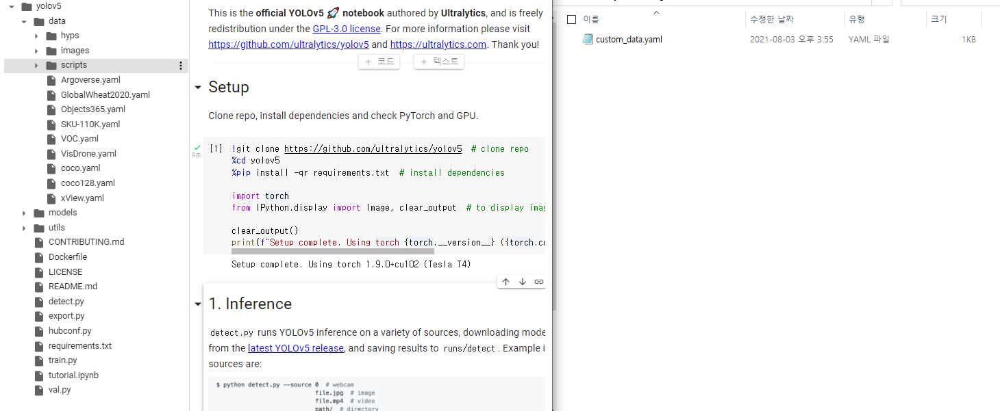 yolov5
data
hyps
images
scripts
Argoverse.yaml
GlobalWheat2020.yaml
Objects365.yaml
SKU-110K.yaml
VOC.yaml
VisDrone.yaml
coco.yaml
coco128.yaml
xView.yaml
models
utils
CONTRIBUTING.md
Dockerfile
LICENSE
README.md
detect.py
export.py
hubconf.py
requirements.txt
train.py
tutorial.ipynb
val.py
This is the official YOLOv5 🚀 notebook authored by Ultralytics, and is freely
redistribution under the GPL-3.0 license. For more information please visit
https://github.com/ultralytics/yolov5 and https://ultralytics.com. Thank you!
+ 코드 + 텍스트
Setup
Clone repo, install dependencies and check PyTorch and GPU.
9초
[1] !git clone https://github.com/ultralytics/yolov5 # clone repo
%cd yolov5
%pip install -qr requirements.txt # install dependencies
import torch
from IPython.display import Image, clear_output # to display imag
clear_output()
print(f"Setup complete. Using torch {torch.__version__} ({torch.cu
Setup complete. Using torch 1.9.0+cu102 (Tesla T4)
1. Inference
detect.py runs YOLOv5 inference on a variety of sources, downloading mode
from the latest YOLOv5 release, and saving results to runs/detect. Example i
sources are:
$ python detect.py --source 0 # webcam
file.jpg # image
file.mp4 # video
path/ # directory
이름 수정한 날짜 유형 크기
custom_data.yaml 2021-08-03 오후 3:55 YAML 파일 1KB